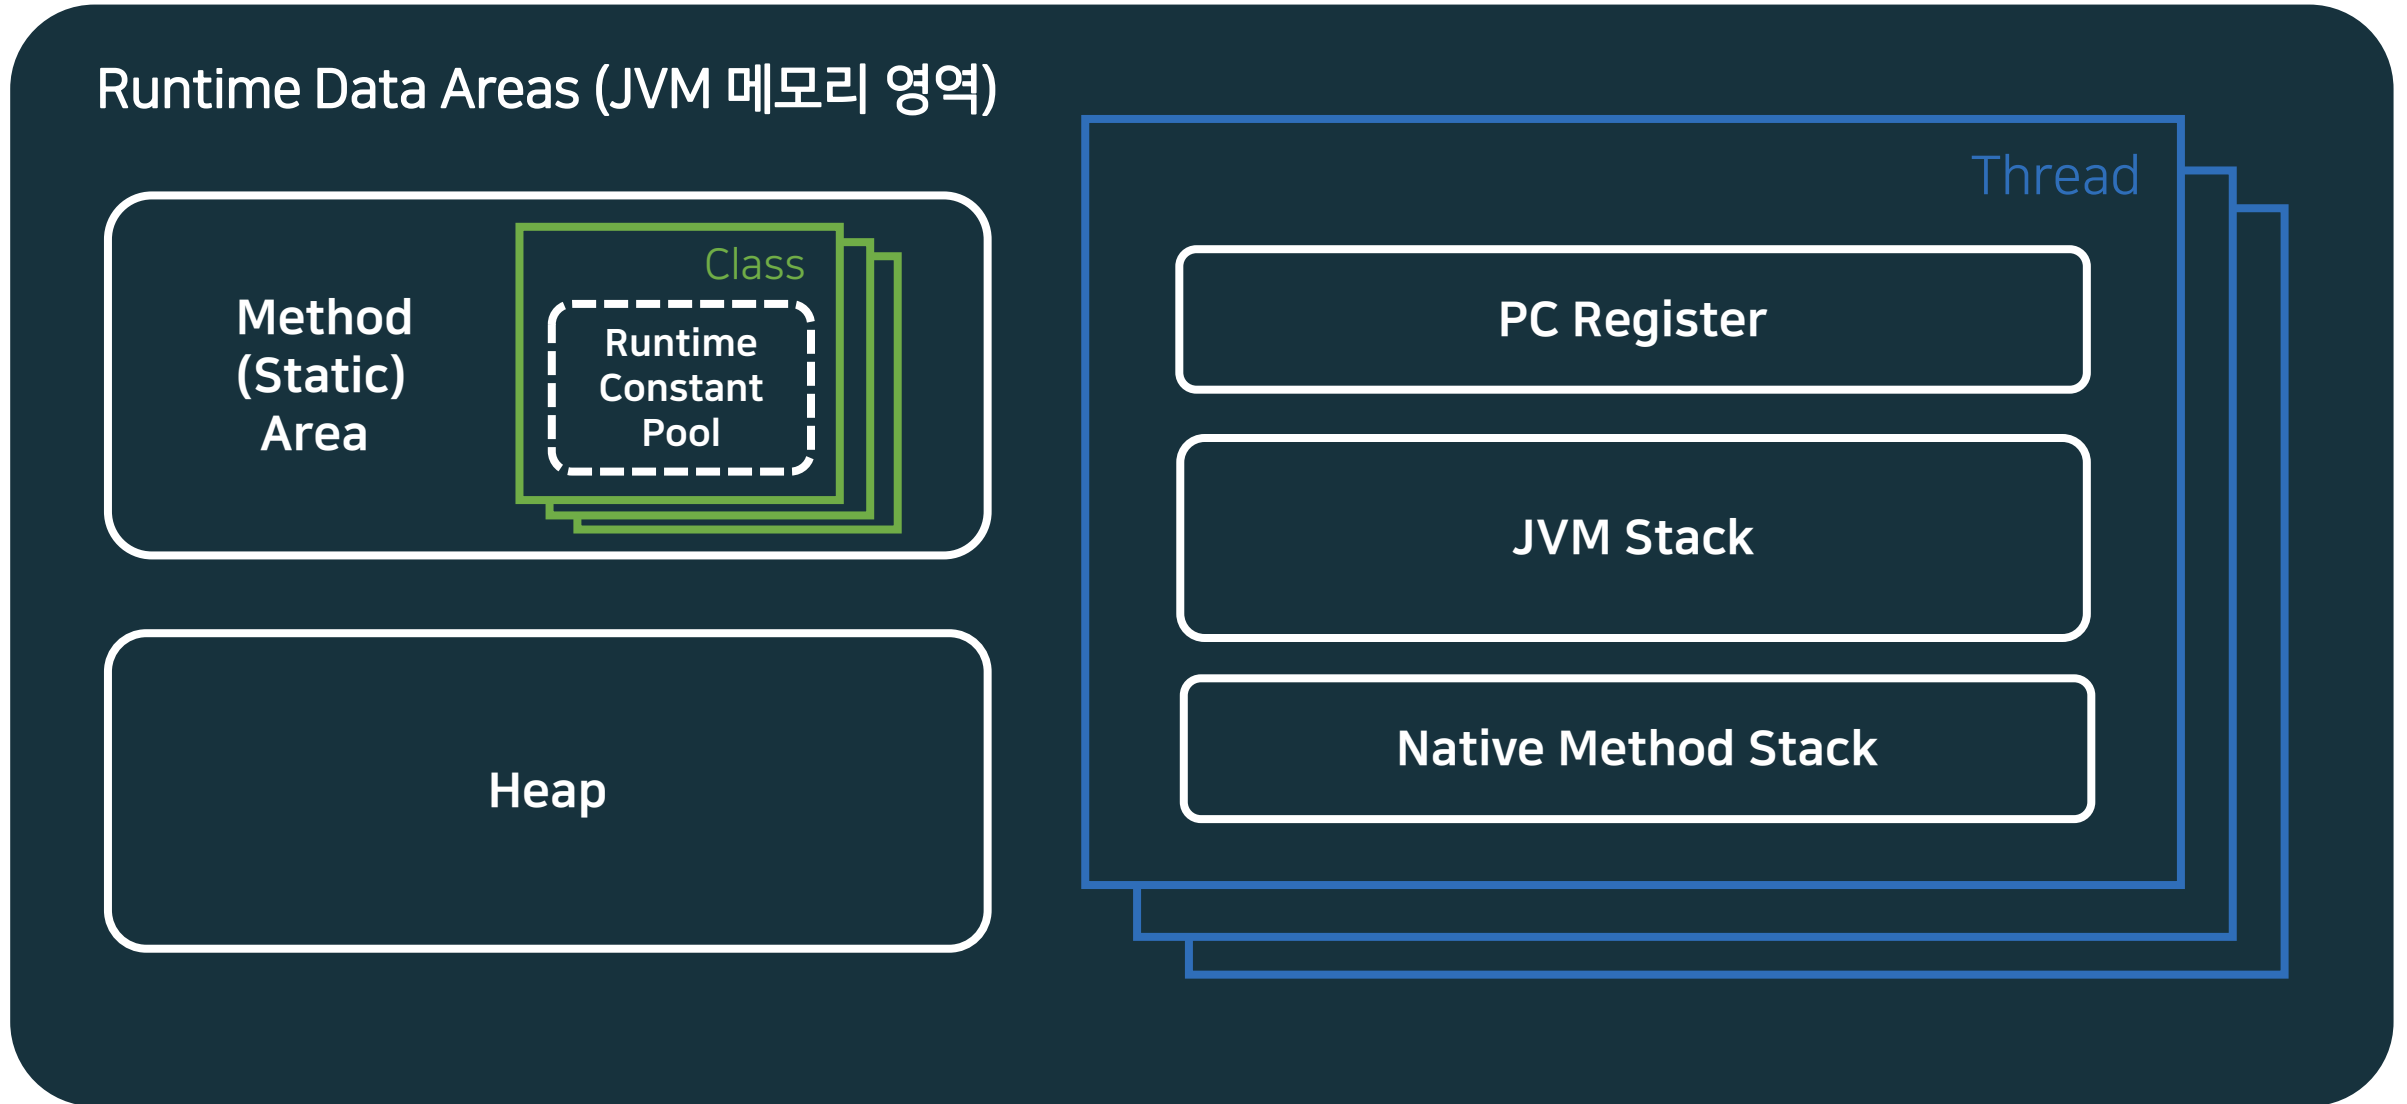 Runtime Data Areas (JVM 메모리 영역)
Method
(Static)
Area
Class
Runtime
Constant
Pool
Heap
Thread
PC Register
JVM Stack
Native Method Stack